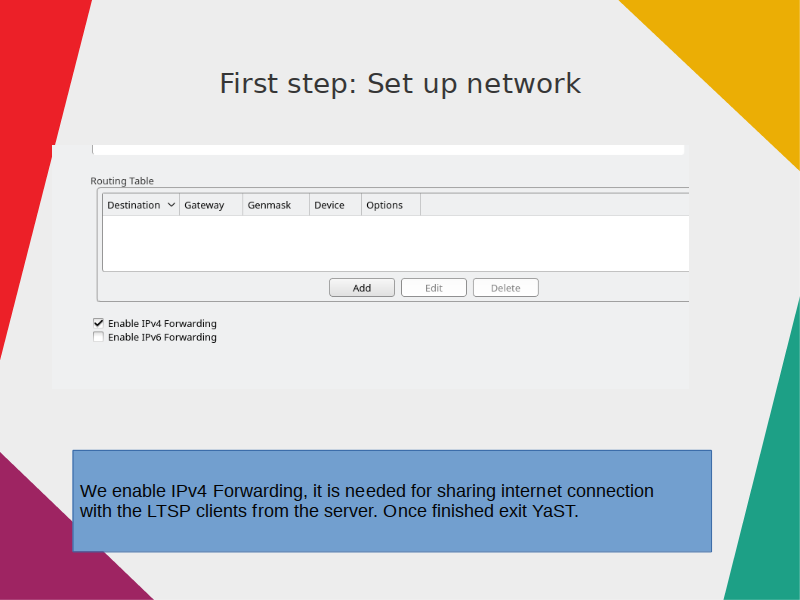 First step: Set up network
Routing Table
Destination Gateway Genmask Device Options
Add Edit Delete
Enable IPv4 Forwarding
Enable IPv6 Forwarding
We enable IPv4 Forwarding, it is needed for sharing internet connection
with the LTSP clients from the server. Once finished exit YaST.